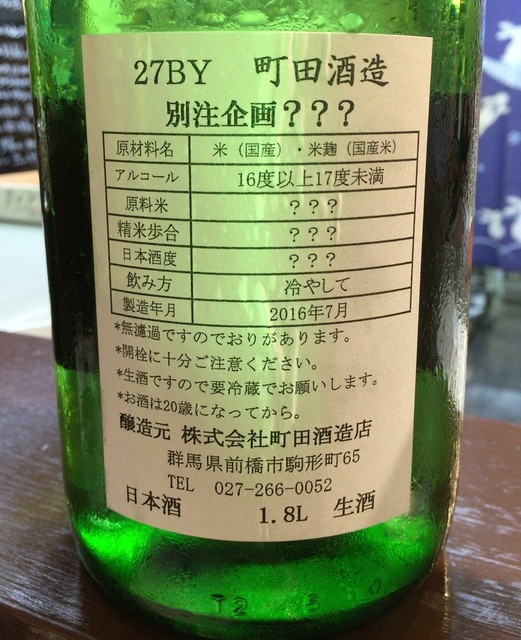 27BY 町田酒造
別注企画？？？
原材料名 米（国産）・米麹（国産米）
アルコール 16度以上17度未満
原料米 ？？？
精米歩合 ？？？
日本酒度 ？？？
飲み方 冷やして
製造年月 2016年7月
*無濾過ですのでおりがあります。
*開栓に十分ご注意ください。
*生酒ですので要冷蔵でお願いします。
*お酒は20歳になってから。
醸造元 株式会社町田酒造店
群馬県前橋市駒形町65
TEL 027-266-0052
日本酒 1.8L 生酒